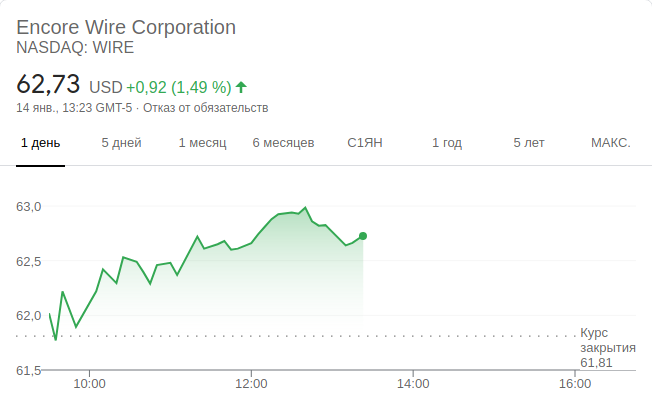 Encore Wire Corporation
NASDAQ: WIRE
62,73 USD +0,92 (1,49 %)
14 янв., 13:23 GMT-5 · Отказ от обязательств
1 день 5 дней 1 месяц 6 месяцев С1ЯН 1 год 5 лет МАКС.
63,0
62,5
62,0
Курс
закрытия
61,81
61,5
10:00 12:00 14:00 16:00